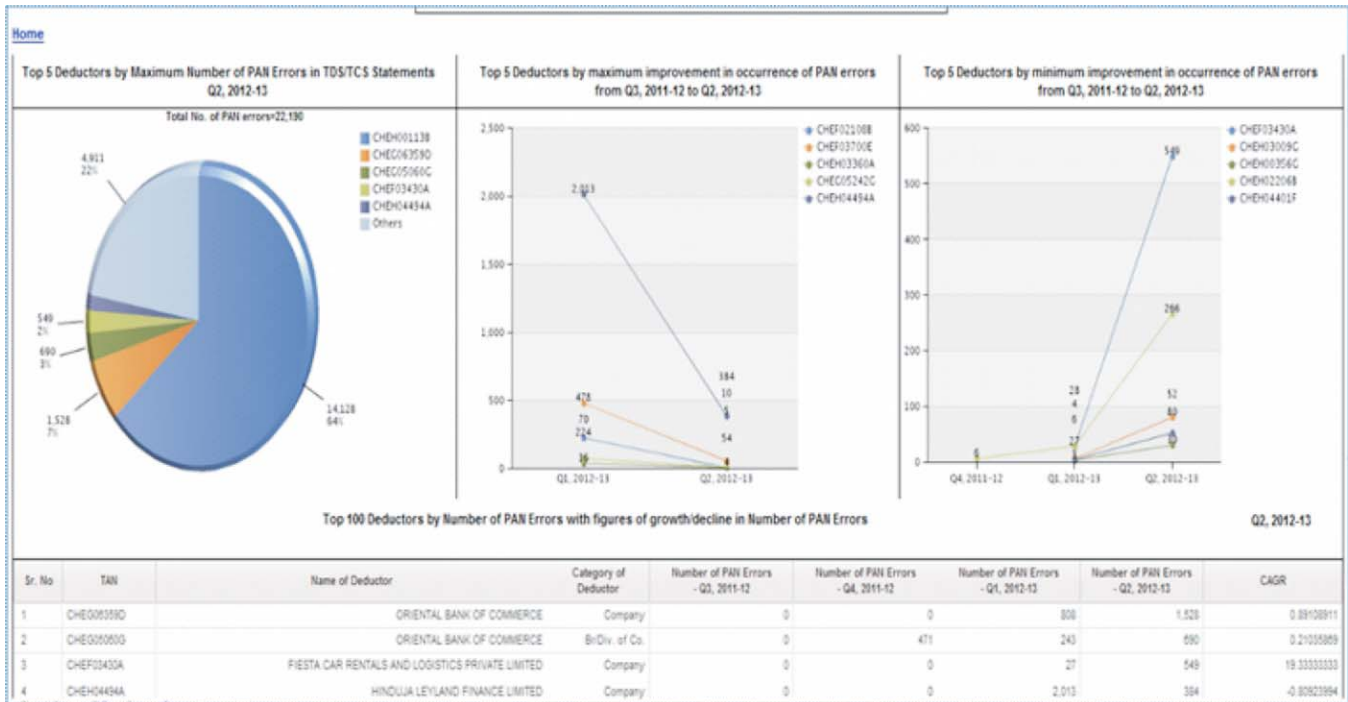 Home
Top 5 Deductors by Maximum Number of PAN Errors in TDS/TCS Statements
Q2, 2012-13
Total No. of PAN errors=22,190
CHEH00113B
CHEG06359D
CHEG05060G
CHEF03430A
CHEH04494A
Others
4,911
22%
549
2%
690
3%
1,528
7%
14,128
64%
Top 5 Deductors by maximum improvement in occurrence of PAN errors
from Q3, 2011-12 to Q2, 2012-13
2,500
2,000
1,500
1,000
500
0
2,013
478
70
224
384
10
54
4
Q1, 2012-13
Q2, 2012-13
CHEF02108B
CHEF03700E
CHEH03360A
CHEG05242G
CHEH04494A
Top 5 Deductors by minimum improvement in occurrence of PAN errors
from Q3, 2011-12 to Q2, 2012-13
600
500
400
300
200
100
0
549
266
52
80
28
4
6
27
6
Q4, 2011-12
Q1, 2012-13
Q2, 2012-13
CHEF03430A
CHEH03009G
CHEH00356G
CHEH02206B
CHEH04401F
Top 100 Deductors by Number of PAN Errors with figures of growth/decline in Number of PAN Errors
Q2, 2012-13
Sr. No TAN Name of Deductor Category of Deductor Number of PAN Errors - Q3, 2011-12 Number of PAN Errors - Q4, 2011-12 Number of PAN Errors - Q1, 2012-13 Number of PAN Errors - Q2, 2012-13 CAGR
1 CHEG06359D ORIENTAL BANK OF COMMERCE Company 0 0 808 1,528 0.89108911
2 CHEG05060G ORIENTAL BANK OF COMMERCE Br/Div. of Co. 0 471 243 690 0.21035869
3 CHEF03430A FIESTA CAR RENTALS AND LOGISTICS PRIVATE LIMITED Company 0 0 27 549 19.33333333
4 CHEH04494A HINDUJA LEYLAND FINANCE LIMITED Company 0 0 2,013 384 -0.80923994